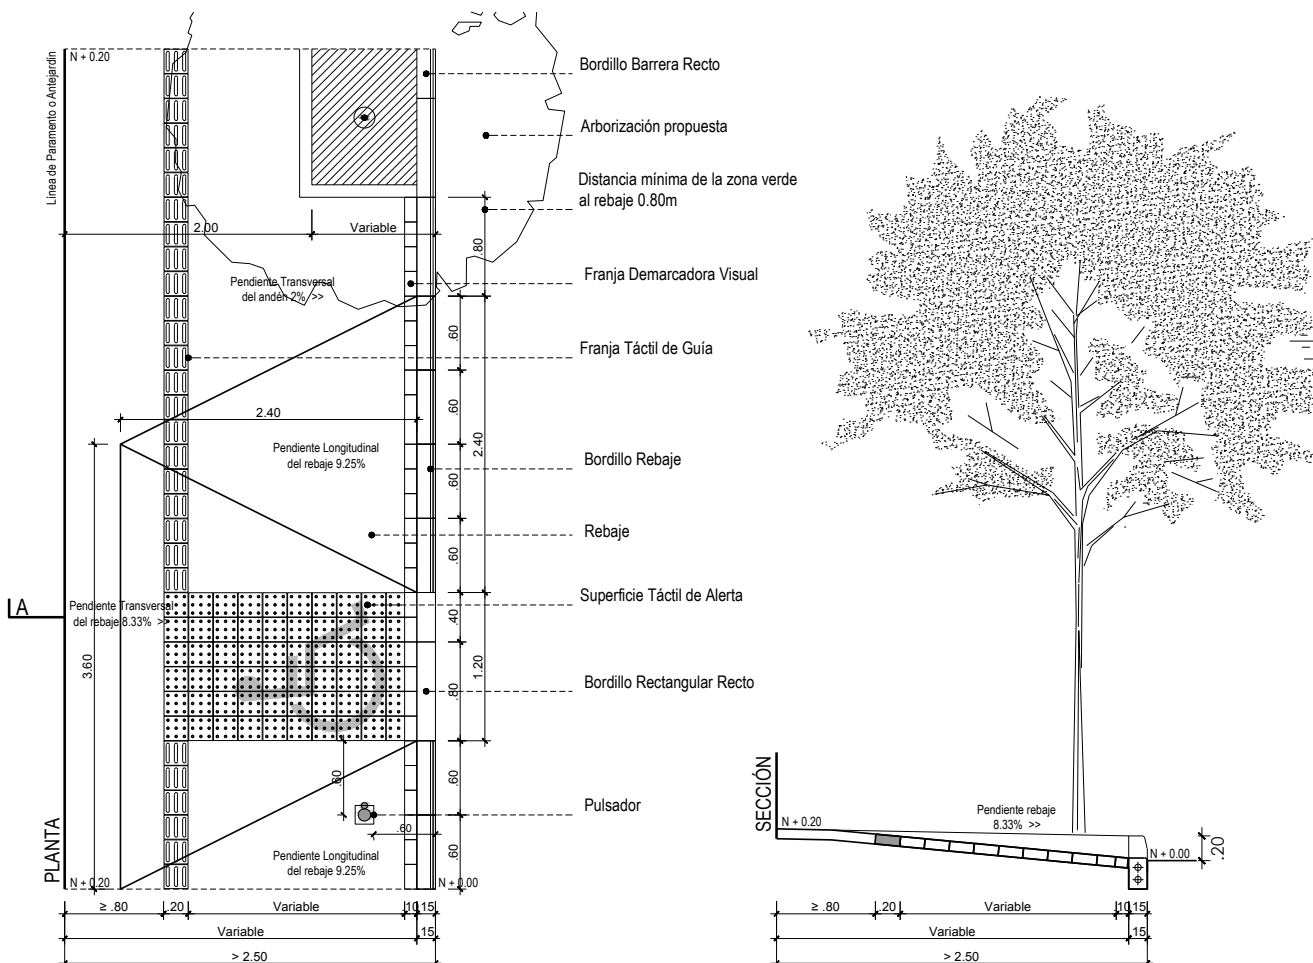 N + 0.20
Línea de Paramento o Antejardín
Bordillo Barrera Recto
Arborización propuesta
Distancia mínima de la zona verde
al rebaje 0.80m
2.00
Variable
.80
Pendiente Transversal
del andén 2% >>
Franja Demarcadora Visual
.60
Franja Táctil de Guía
.60
2.40
2.40
Pendiente Longitudinal
del rebaje 9.25%
Bordillo Rebaje
.60
Rebaje
.60
A
Pendiente Transversal
del rebaje 8.33% >>
Superficie Táctil de Alerta
.40
3.60
1.20
.80
Bordillo Rectangular Recto
.60
.60
Pulsador
.60
Pendiente Longitudinal
del rebaje 9.25%
.60
PLANTA
N + 0.20
N + 0.00
≥ .80
.20
Variable
10
15
Variable
15
> 2.50
SECCIÓN
Pendiente rebaje
8.33% >>
N + 0.20
N + 0.00
.20
≥ .80
.20
Variable
10
15
Variable
15
> 2.50